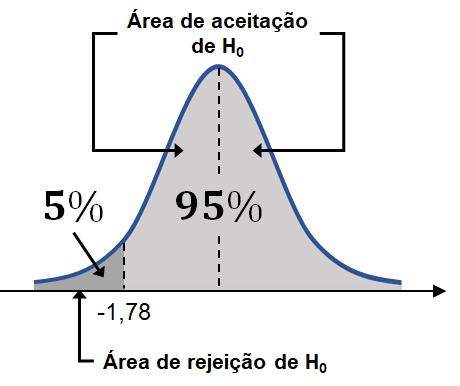 Área de aceitação
de H₀
5%
95%
-1,78
Área de rejeição de H₀